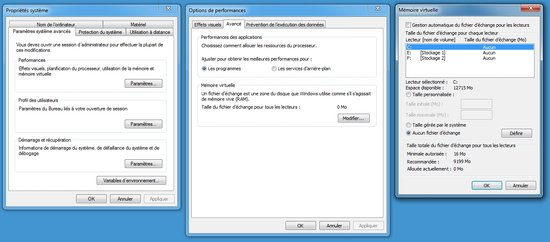 Propriétés système
Nom de l'ordinateur
Matériel
Paramètres système avancés
Protection du système
Utilisation à distance
Vous devez ouvrir une session d'administrateur pour effectuer la plupart de
ces modifications.
Performances
Effets visuels, planification du processeur, utilisation de la mémoire et
mémoire virtuelle
Paramètres...
Profil des utilisateurs
Paramètres du Bureau liés à votre ouverture de session
Paramètres...
Démarrage et récupération
Informations de démarrage du système, de défaillance du système et de
débogage
Paramètres...
Variables d'environnement...
OK
Annuler
Appliquer
Options de performances
Effets visuels
Avancé
Prévention de l'exécution des données
Performances des applications
Choisissez comment allouer les ressources du processeur.
Ajuster pour obtenir les meilleures performances pour :
Les programmes
Les services d'arrière-plan
Mémoire virtuelle
Un fichier d'échange est une zone du disque que Windows utilise comme s'il s'agissait
de mémoire vive (RAM).
Taille du fichier d'échange pour tous les lecteurs :
0 Mo
Modifier...
OK
Annuler
Appliquer
Mémoire virtuelle
Gestion automatique du fichier d'échange pour les lecteurs
Taille du fichier d'échange pour chaque lecteur
Lecteur [nom de volume]
Taille du fichier d'échange (Mo)
C:
Aucun
E: [Stockage 1]
Aucun
F: [Stockage 2]
Aucun
Lecteur sélectionné : C:
Espace disponible : 12715 Mo
Taille personnalisée :
Taille initiale (Mo) :
Taille maximale (Mo) :
Taille gérée par le système
Aucun fichier d'échange
Définir
Taille totale du fichier d'échange pour tous les lecteurs
Minimale autorisée : 16 Mo
Recommandée : 9199 Mo
Allouée actuellement : 0 Mo
OK
Annuler